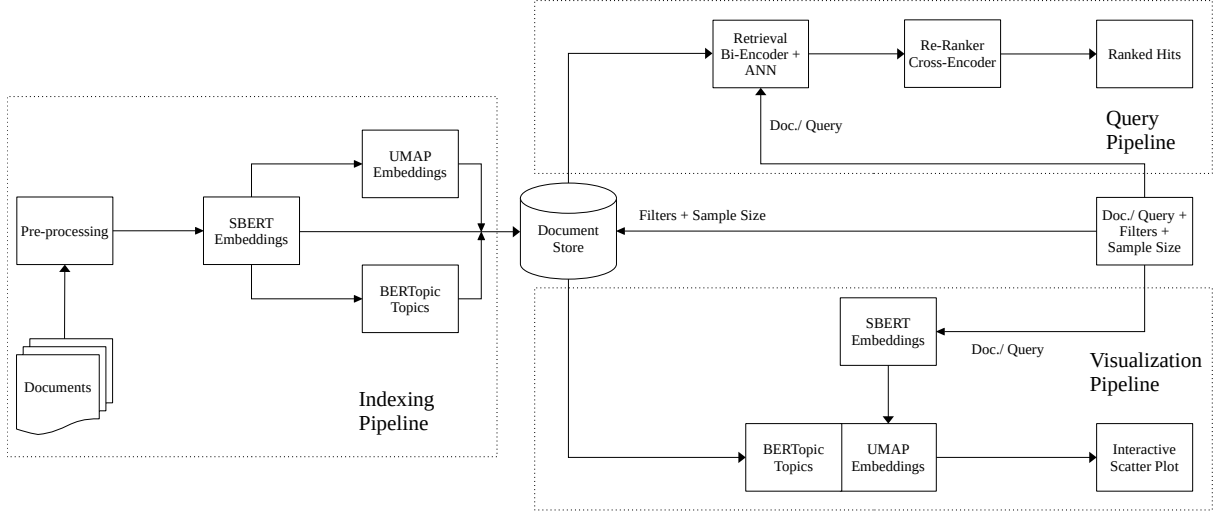 Pre-processing
Documents
SBERT
Embeddings
UMAP
Embeddings
BERTopic
Topics
Indexing
Pipeline
Document
Store
Retrieval
Bi-Encoder +
ANN
Re-Ranker
Cross-Encoder
Ranked Hits
Doc./ Query
Query
Pipeline
Filters + Sample Size
Doc./ Query +
Filters +
Sample Size
SBERT
Embeddings
Doc./ Query
Visualization
Pipeline
BERTopic
Topics
UMAP
Embeddings
Interactive
Scatter Plot